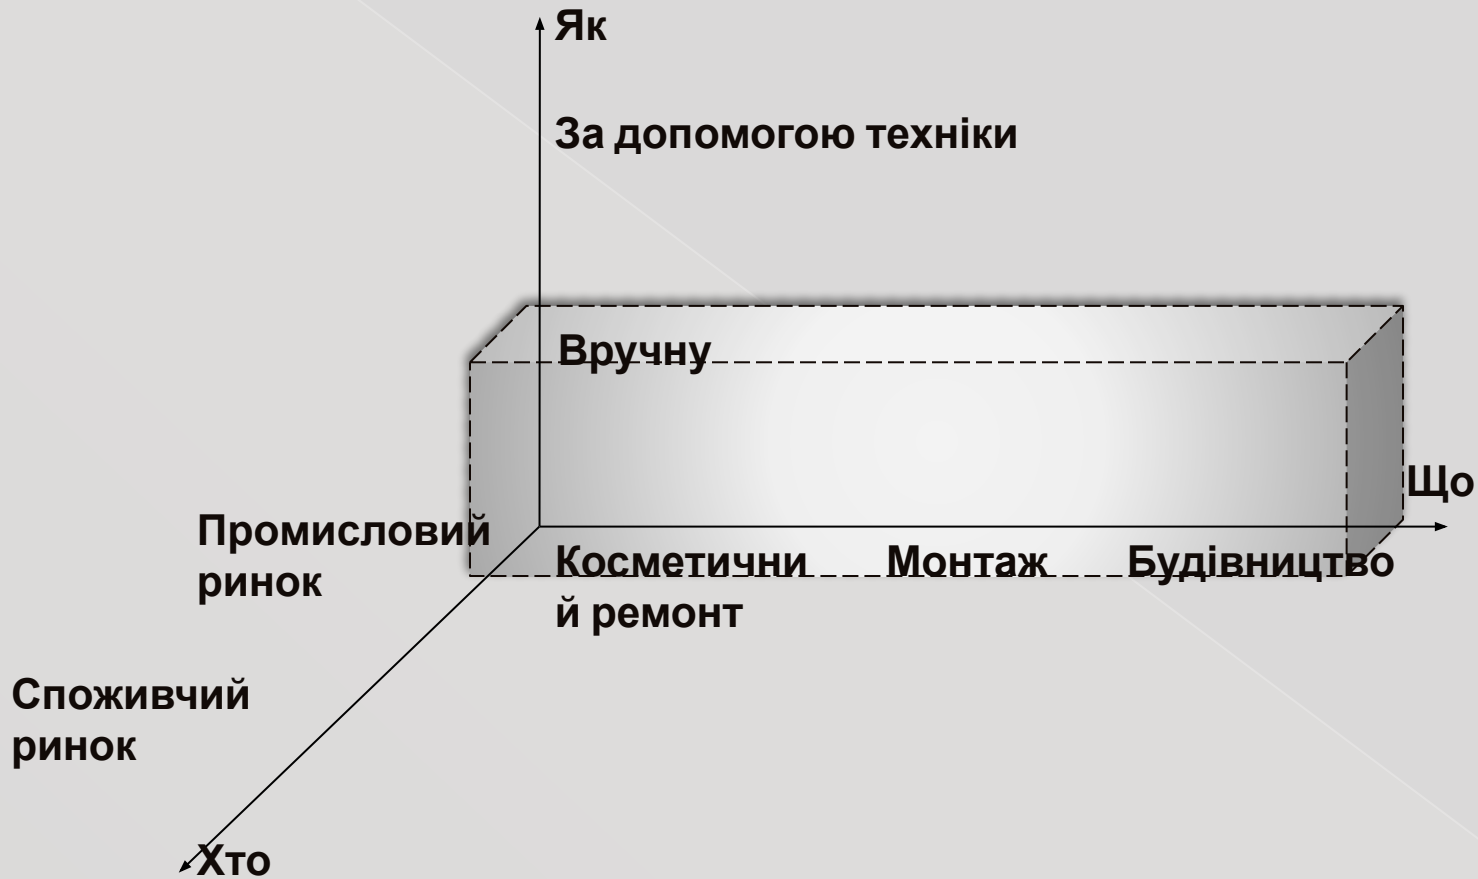 Як
За допомогою техніки
Вручну
Що
Промисловий
ринок
Косметични
й ремонт
Монтаж
Будівництво
Споживчий
ринок
Хто